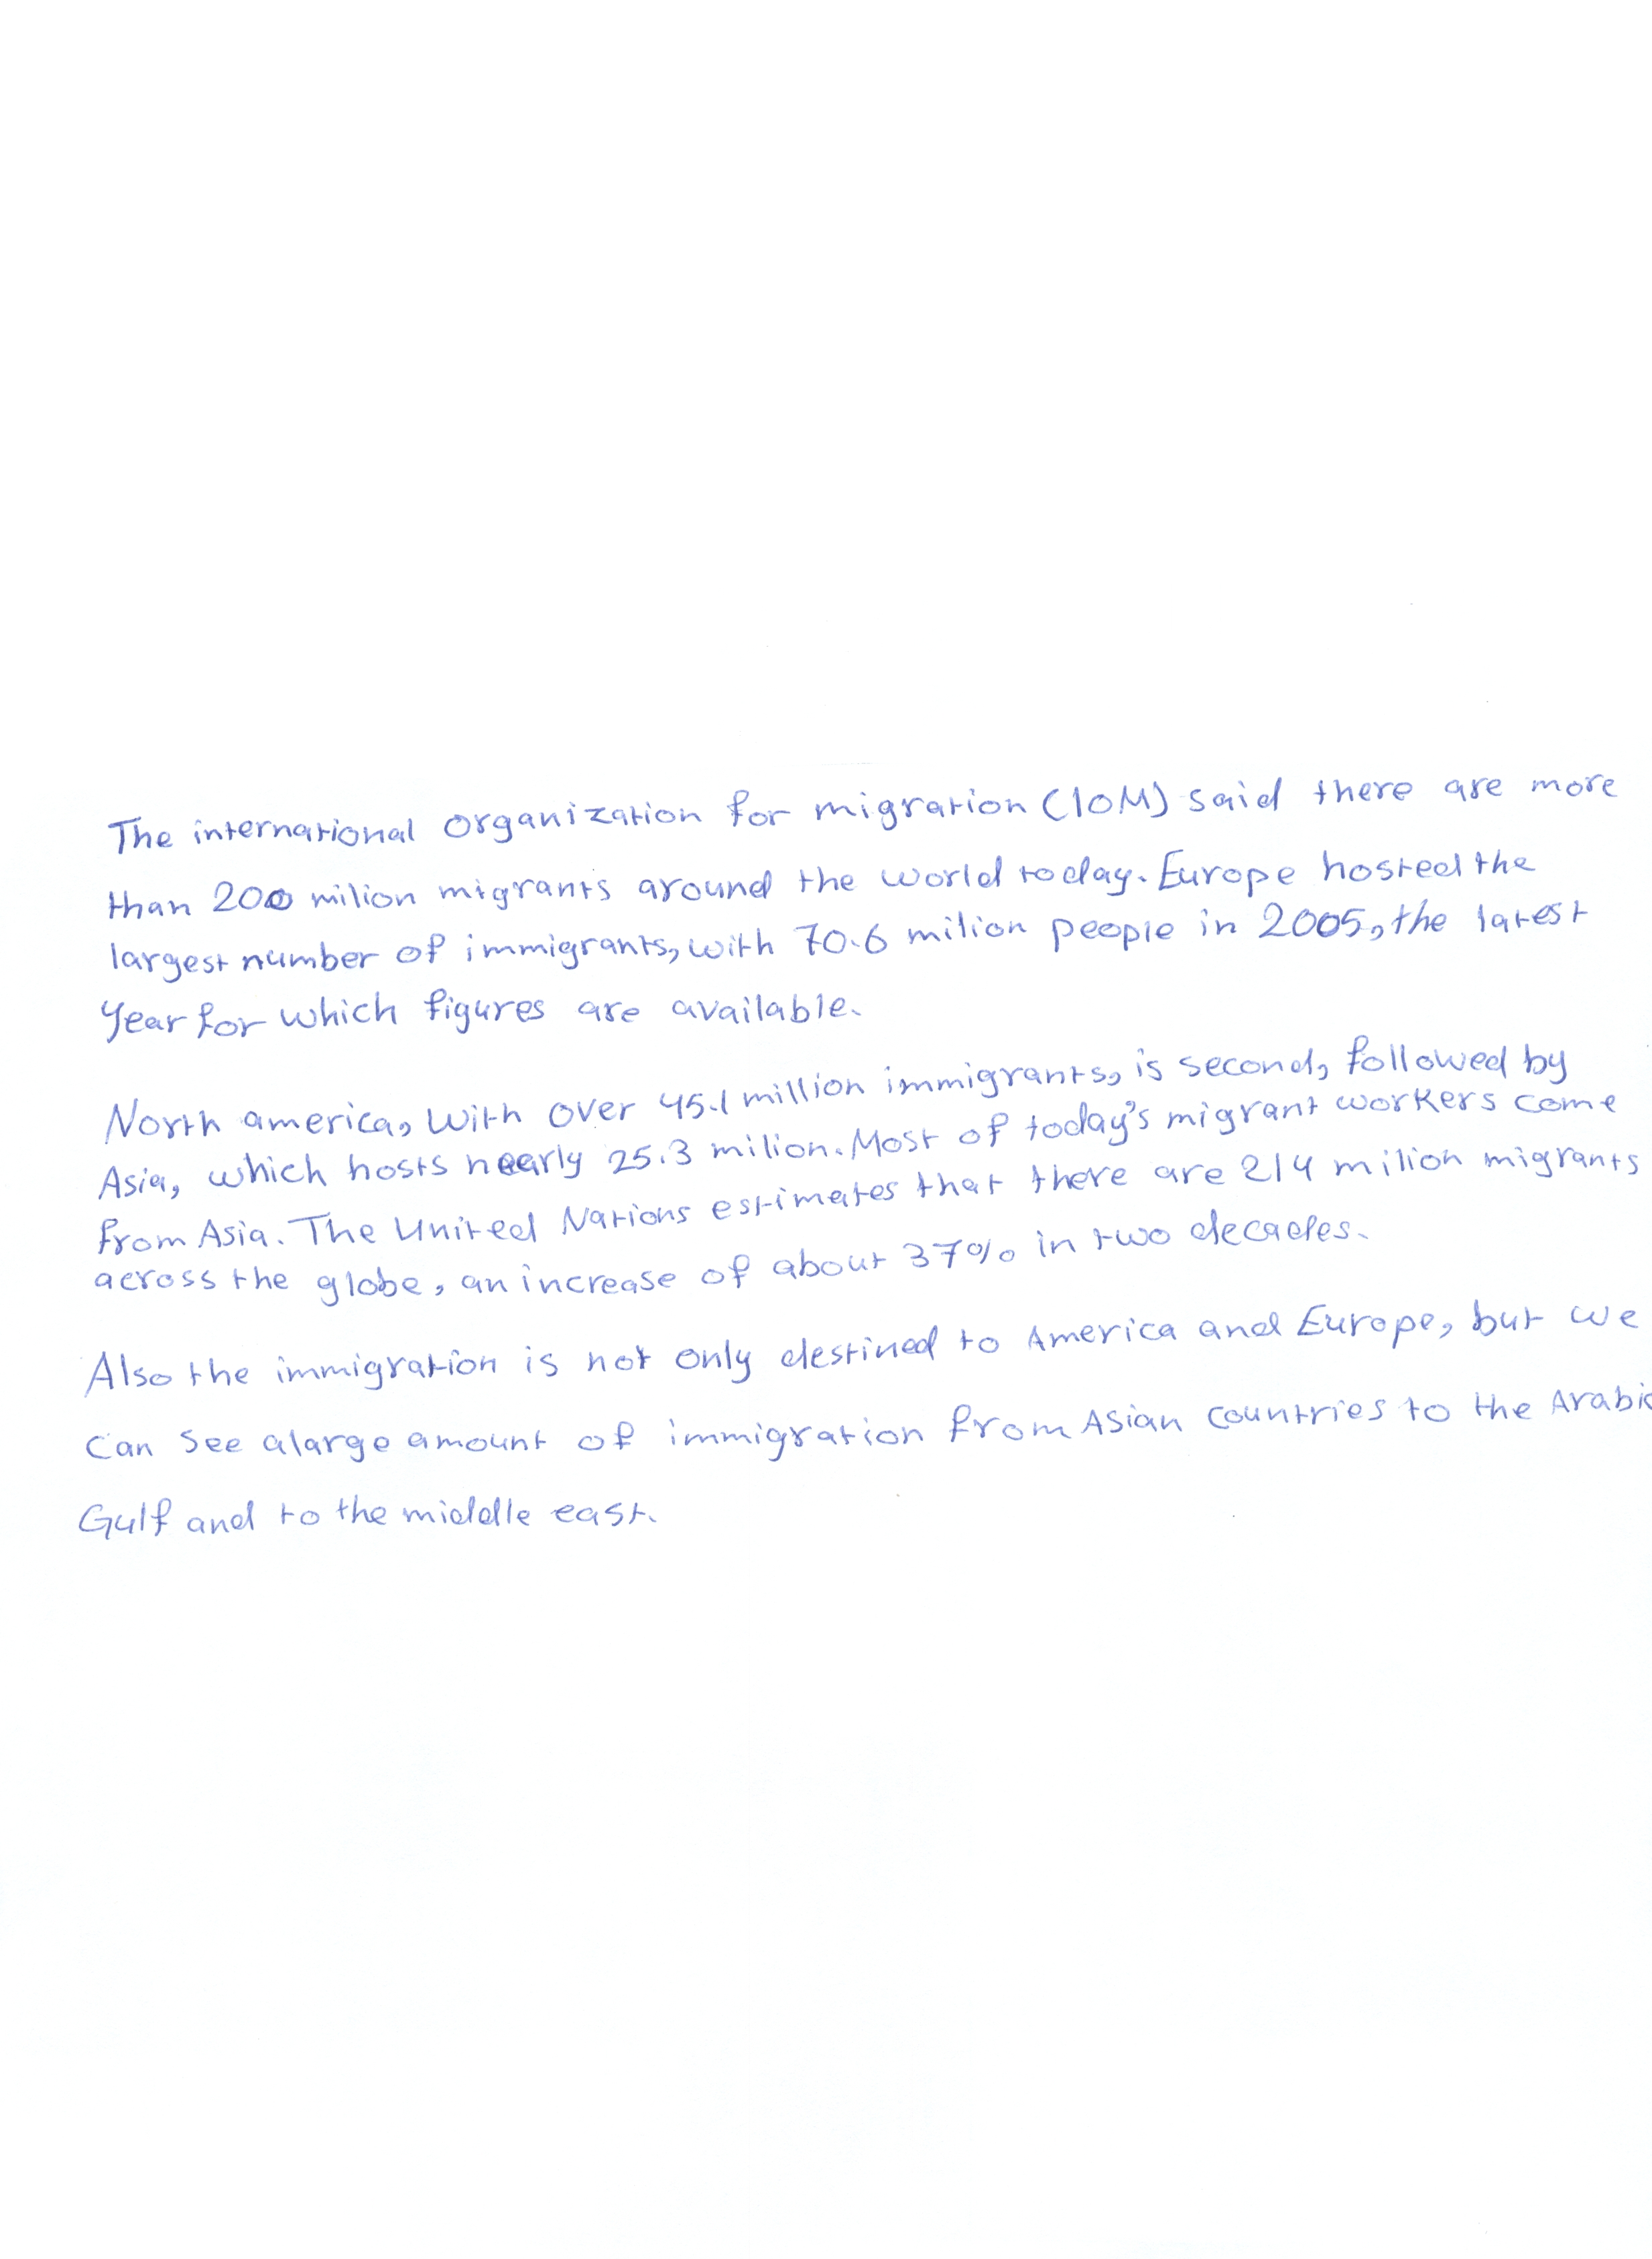 The international organization for migration (IOM) said there are more
than 200 milion migrants around the world today. Europe hosted the
largest number of immigrants, with 70.6 milion people in 2005, the latest
Year for which figures are available.
North america, with over 45.1 million immigrants, is second, followed by
Asia, which hosts nearly 25.3 milion. Most of today's migrant workers come
from Asia. The United Nations estimates that there are 214 milion migrants
across the globe, an increase of about 37% in two decades.
Also the immigration is not only destined to America and Europe, but we
can see alarge amount of immigration from Asian countries to the Arabic
Gulf and to the middle east.